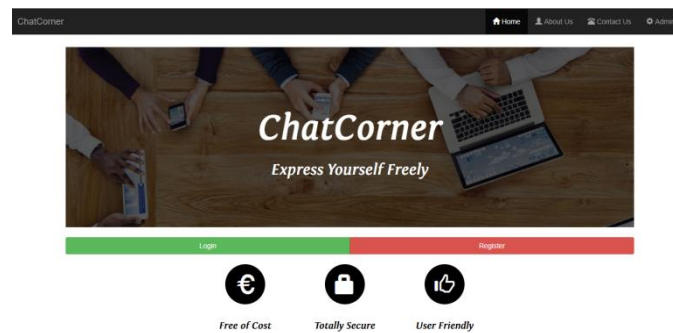 ChatCorner
Home
About Us
Contact Us
Admin
ChatCorner
Express Yourself Freely
Login
Register
€
Free of Cost
Totally Secure
User Friendly